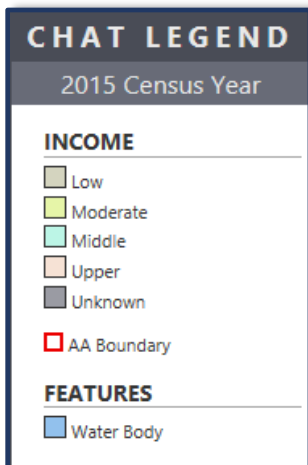 CHAT LEGEND
2015 Census Year
INCOME
Low
Moderate
Middle
Upper
Unknown
AA Boundary
FEATURES
Water Body